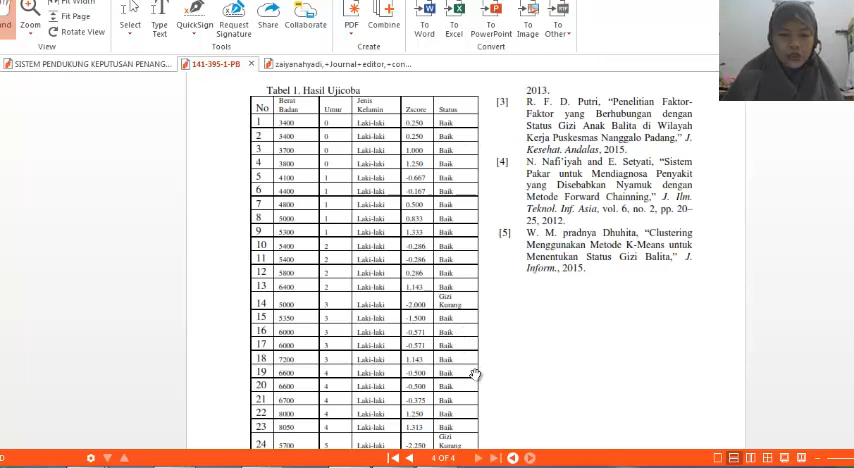 and
Zoom
Fit Width
Fit Page
Rotate View
View
Select
Type
Text
QuickSign
Request
Signature
Share
Collaborate
Tools
PDF
Combine
Create
To
Word
To
Excel
To
PowerPoint
To
Image
To
Other
Convert
SISTEM PENDUKUNG KEPUTUSAN PENANG...
141-395-1-PB
zaiyanahyadi,+Journal+editor,+con...
Tabel 1. Hasil Ujicoba
No Berat Badan Umur Jenis Kelamin Zscore Status
1 3400 0 Laki-laki 0.250 Baik
2 3400 0 Laki-laki 0.250 Baik
3 3700 0 Laki-laki 1.000 Baik
4 3800 0 Laki-laki 1.250 Baik
5 4100 1 Laki-laki -0.667 Baik
6 4400 1 Laki-laki -0.167 Baik
7 4800 1 Laki-laki 0.500 Baik
8 5000 1 Laki-laki 0.833 Baik
9 5300 1 Laki-laki 1.333 Baik
10 5400 2 Laki-laki -0.286 Baik
11 5400 2 Laki-laki -0.286 Baik
12 5800 2 Laki-laki 0.286 Baik
13 6400 2 Laki-laki 1.143 Baik
14 5000 3 Laki-laki -2.000 Gizi Kurang
15 5350 3 Laki-laki -1.500 Baik
16 6000 3 Laki-laki -0.571 Baik
17 6000 3 Laki-laki -0.571 Baik
18 7200 3 Laki-laki 1.143 Baik
19 6600 4 Laki-laki -0.500 Baik
20 6600 4 Laki-laki -0.500 Baik
21 6700 4 Laki-laki -0.375 Baik
22 8000 4 Laki-laki 1.250 Baik
23 8050 4 Laki-laki 1.313 Baik
24 5700 5 Laki-laki -2.250 Gizi Kurang
2013.
[3] R. F. D. Putri, “Penelitian Faktor-
Faktor yang Berhubungan dengan
Status Gizi Anak Balita di Wilayah
Kerja Puskesmas Nanggalo Padang,” J.
Kesehat. Andalas, 2015.
[4] N. Nafi’iyah and E. Setyati, “Sistem
Pakar untuk Mendiagnosa Penyakit
yang Disebabkan Nyamuk dengan
Metode Forward Chainning,” J. Ilm.
Teknol. Inf. Asia, vol. 6, no. 2, pp. 20–
25, 2012.
[5] W. M. pradnya Dhuhita, “Clustering
Menggunakan Metode K-Means untuk
Menentukan Status Gizi Balita,” J.
Inform., 2015.
4 OF 4